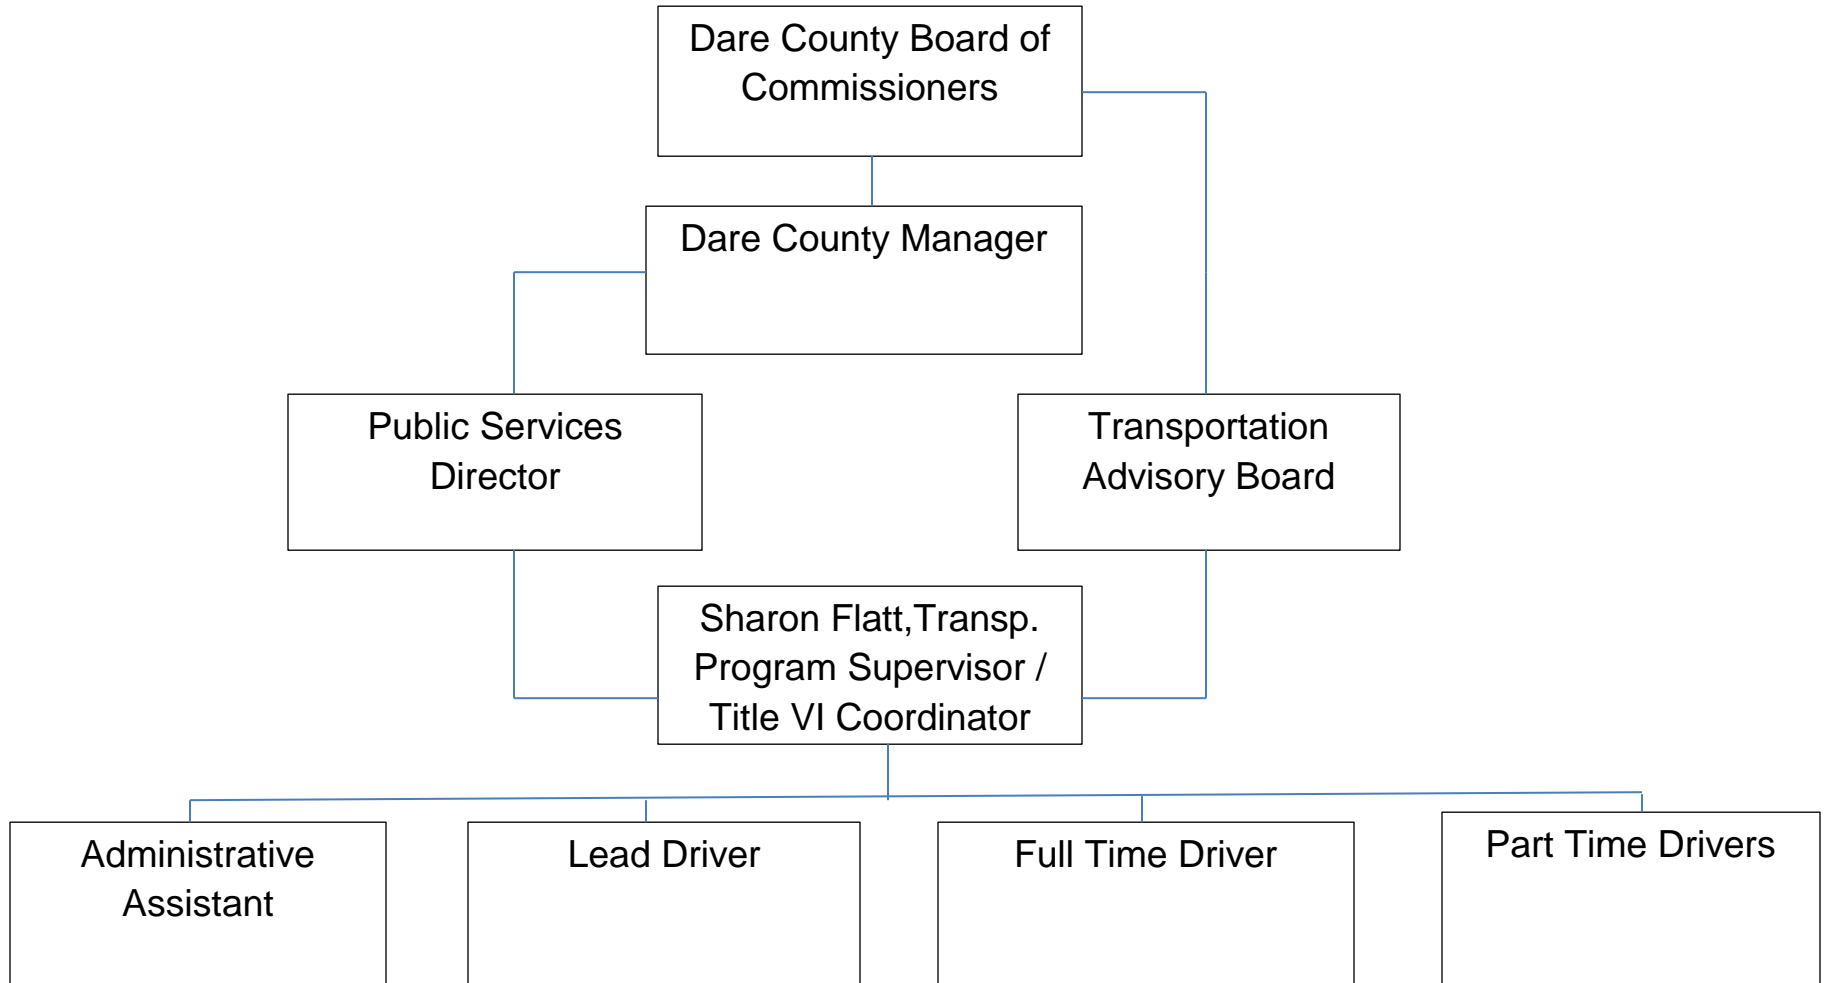 Dare County Board of
Commissioners
Dare County Manager
Public Services
Director
Transportation
Advisory Board
Sharon Flatt,Transp.
Program Supervisor /
Title VI Coordinator
Administrative
Assistant
Lead Driver
Full Time Driver
Part Time Drivers